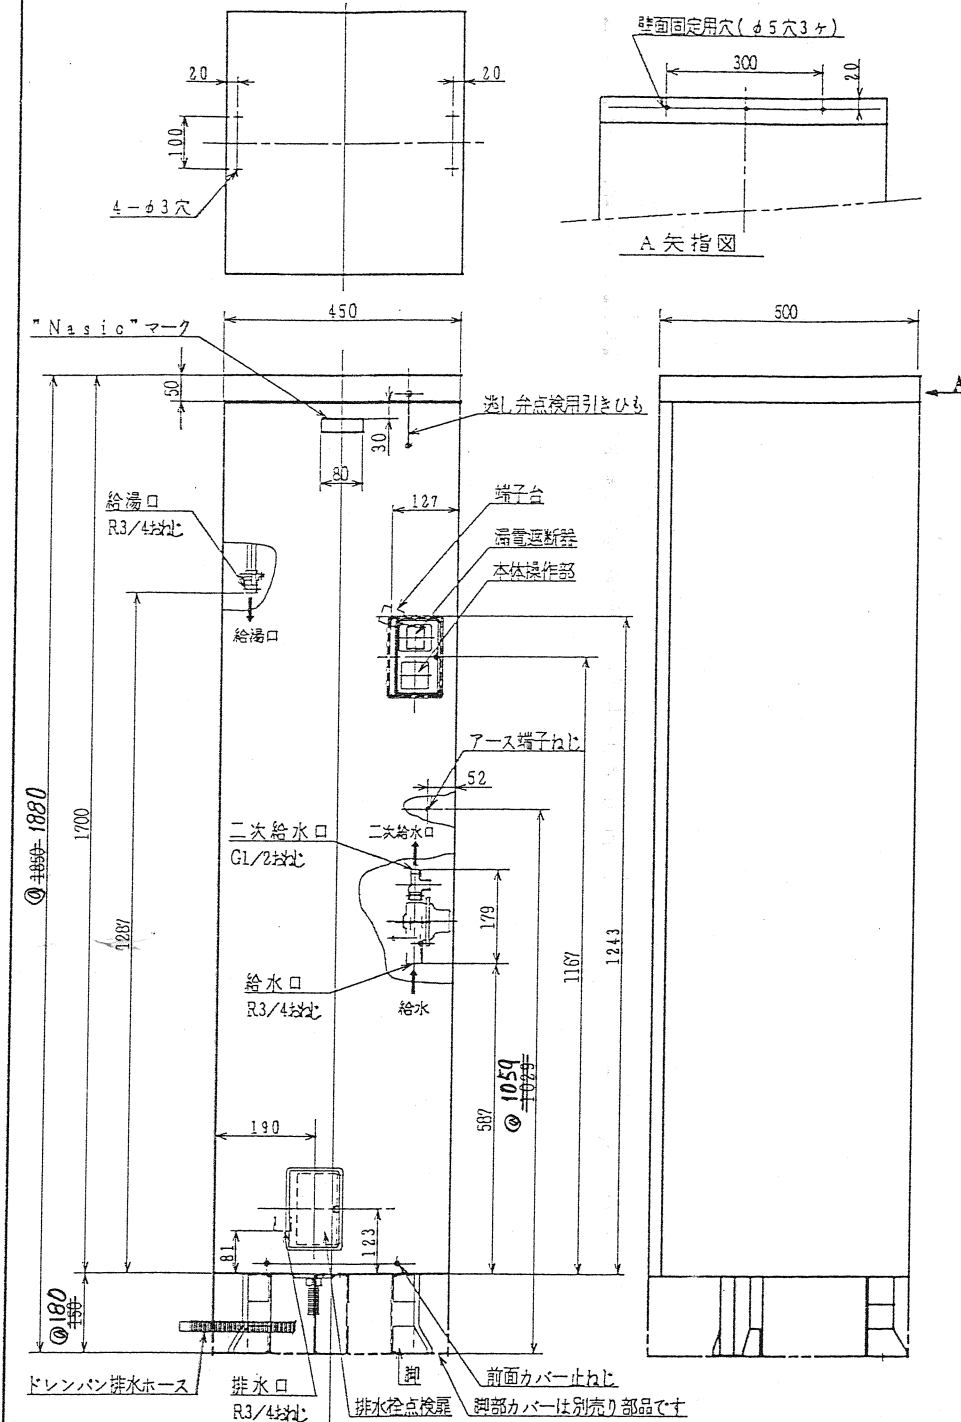 壁面固定用穴(φ5穴3ヶ)
20
20
300
20
100
4-φ3穴
A矢指図
450
500
"Nasic"マーク
50
A
逃し弁点検用引きひも
30
80
端子台
給湯口
127
R3/4おねじ
漏電遮断器
本体操作部
給湯口
アース端子ねじ
52
1850 1880
1700
二次給水口
二次給水口
G1/2おねじ
179
1287
1167
1243
給水口
R3/4おねじ
給水
587
1059
1029
190
81
123
180
150
ドレンパン排水ホース
排水口
R3/4おねじ
排水栓点検扉
脚
前面カバー止ねじ
脚部カバーは別売り部品です